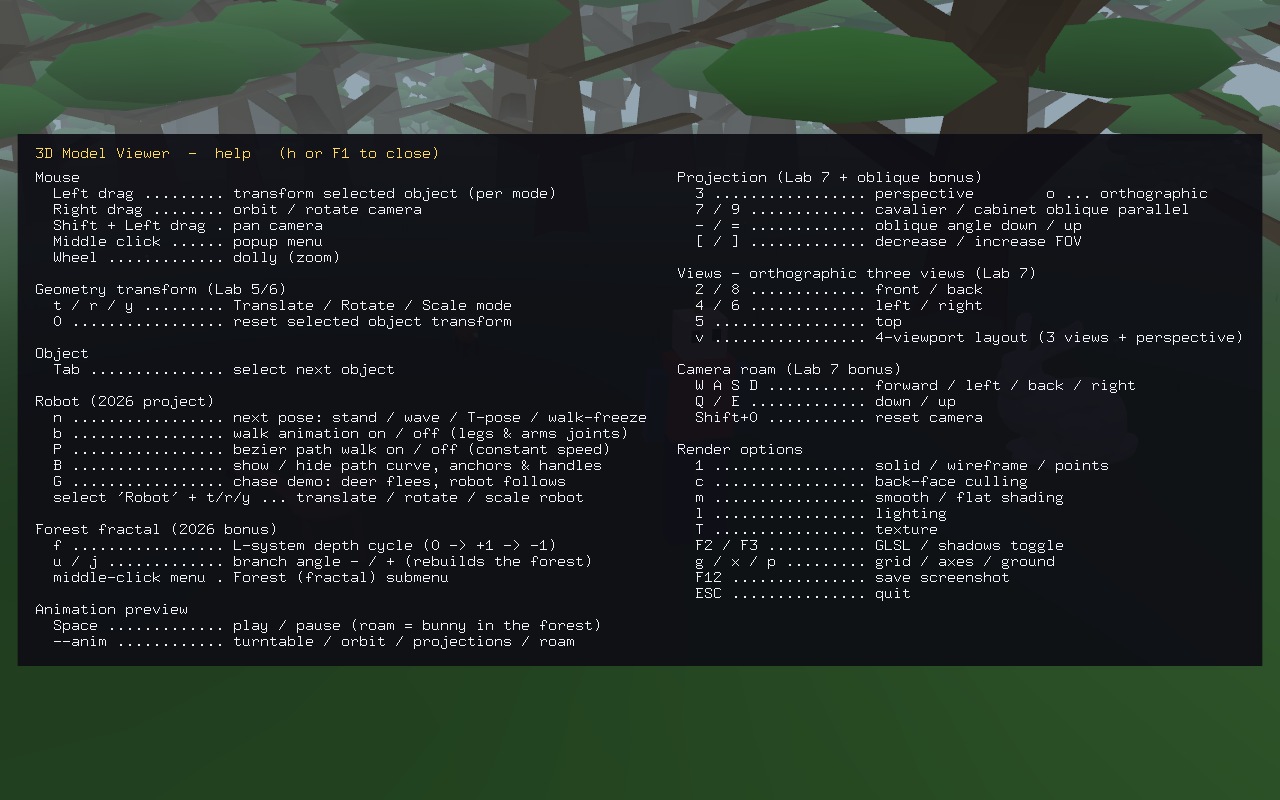 3D Model Viewer  -  help   (h or F1 to close)
Mouse
  Left drag ......... transform selected object (per mode)
  Right drag ........ orbit / rotate camera
  Shift + Left drag . pan camera
  Middle click ...... popup menu
  Wheel ............. dolly (zoom)
Geometry transform (Lab 5/6)
  t / r / y ......... Translate / Rotate / Scale mode
  0 ................. reset selected object transform
Object
  Tab ............... select next object
Robot (2026 project)
  n ................. next pose: stand / wave / T-pose / walk-freeze
  b ................. walk animation on / off (legs & arms joints)
  P ................. bezier path walk on / off (constant speed)
  B ................. show / hide path curve, anchors & handles
  G ................. chase demo: deer flees, robot follows
  select 'Robot' + t/r/y ... translate / rotate / scale robot
Forest fractal (2026 bonus)
  f ................. L-system depth cycle (0 -> +1 -> -1)
  u / j ............. branch angle - / + (rebuilds the forest)
  middle-click menu . Forest (fractal) submenu
Animation preview
  Space ............. play / pause (roam = bunny in the forest)
  --anim ............ turntable / orbit / projections / roam
Projection (Lab 7 + oblique bonus)
  3 ................. perspective        o ... orthographic
  7 / 9 ............. cavalier / cabinet oblique parallel
  - / = ............. oblique angle down / up
  [ / ] ............. decrease / increase FOV
Views - orthographic three views (Lab 7)
  2 / 8 ............. front / back
  4 / 6 ............. left / right
  5 ................. top
  v ................. 4-viewport layout (3 views + perspective)
Camera roam (Lab 7 bonus)
  W A S D ........... forward / left / back / right
  Q / E ............. down / up
  Shift+0 ........... reset camera
Render options
  1 ................. solid / wireframe / points
  c ................. back-face culling
  m ................. smooth / flat shading
  l ................. lighting
  T ................. texture
  F2 / F3 ........... GLSL / shadows toggle
  g / x / p ......... grid / axes / ground
  F12 ............... save screenshot
  ESC ............... quit